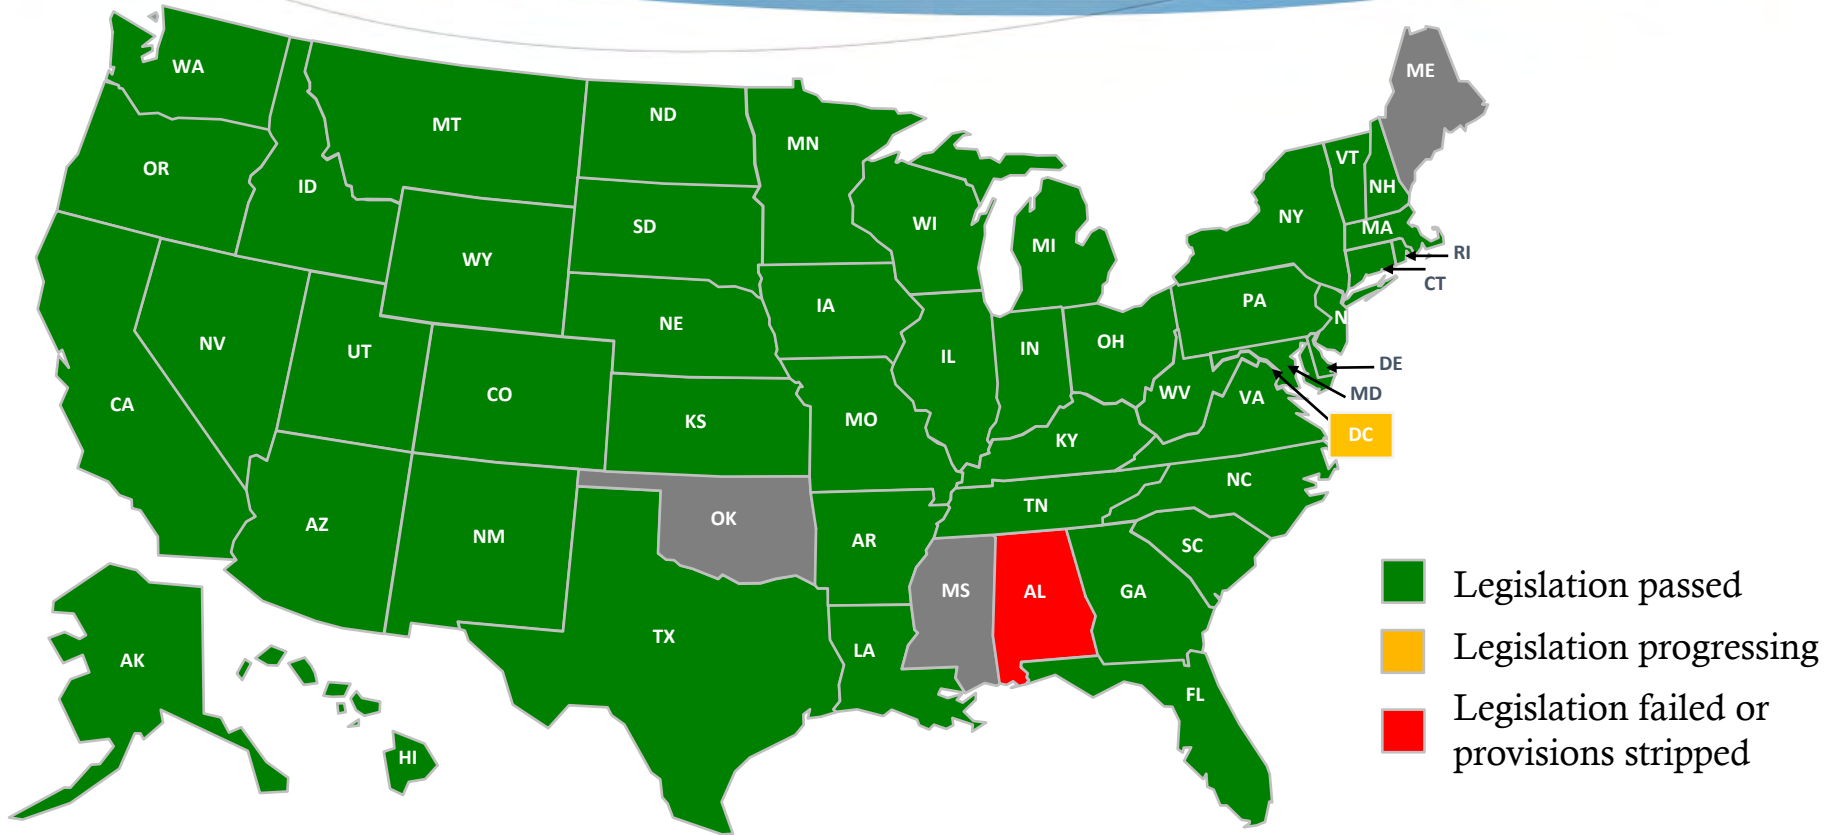 WA
MT
ND
MN
ME
OR
ID
SD
WI
MI
VT
NH
NY
MA
RI
CT
WY
IA
NE
PA
N
NV
UT
IL
IN
OH
DE
MD
CA
CO
KS
MO
WV
VA
KY
DC
NC
AZ
NM
OK
AR
TN
SC
MS
AL
GA
TX
LA
AK
HI
FL
Legislation passed
Legislation progressing
Legislation failed or
provisions stripped